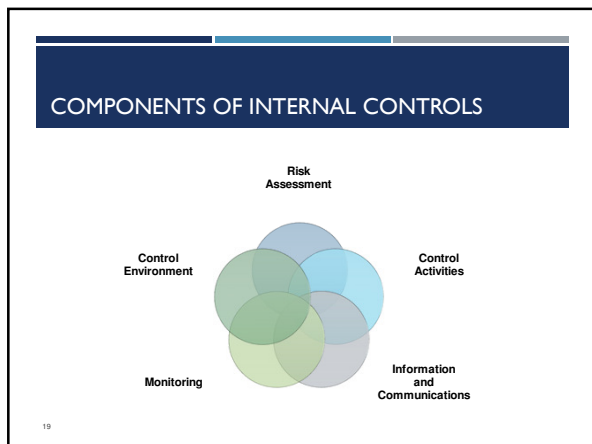 COMPONENTS OF INTERNAL CONTROLS
Risk
Assessment
Control
Environment
Control
Activities
Monitoring
Information
and
Communications
19